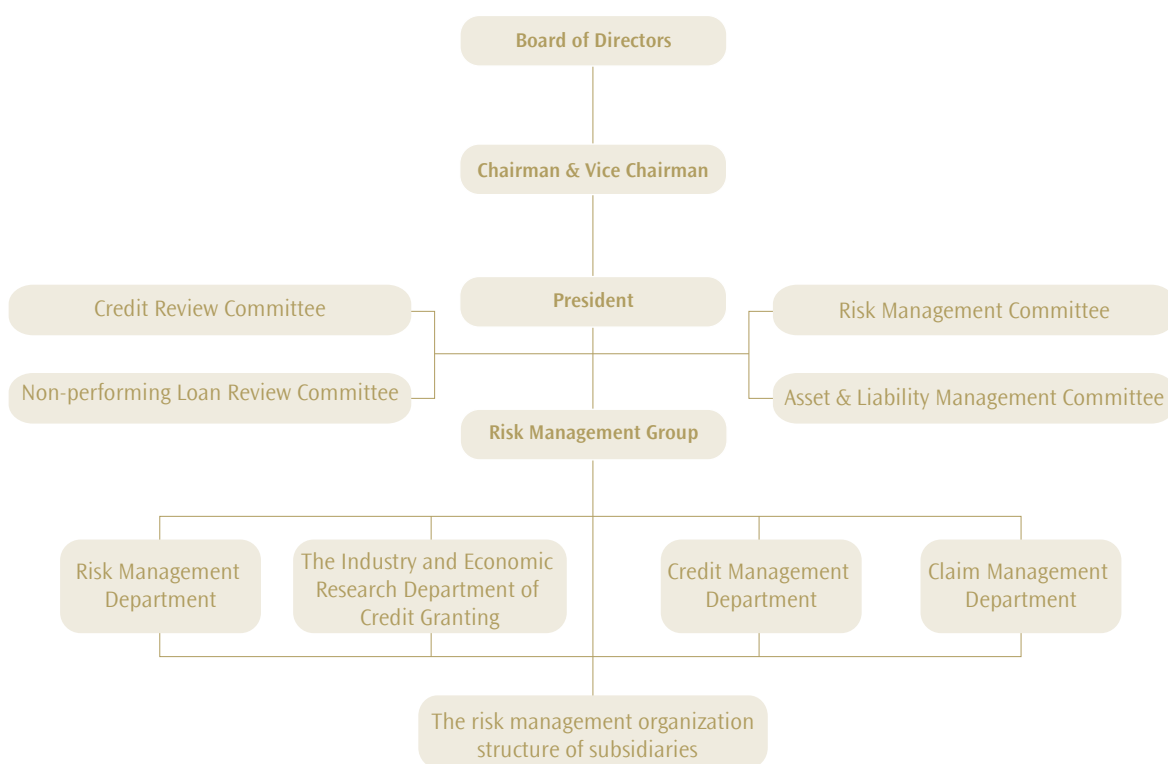 Board of Directors
Chairman & Vice Chairman
President
Credit Review Committee
Risk Management Committee
Non-performing Loan Review Committee
Asset & Liability Management Committee
Risk Management Group
Risk Management
Department
The Industry and Economic
Research Department of
Credit Granting
Credit Management
Department
Claim Management
Department
The risk management organization
structure of subsidiaries